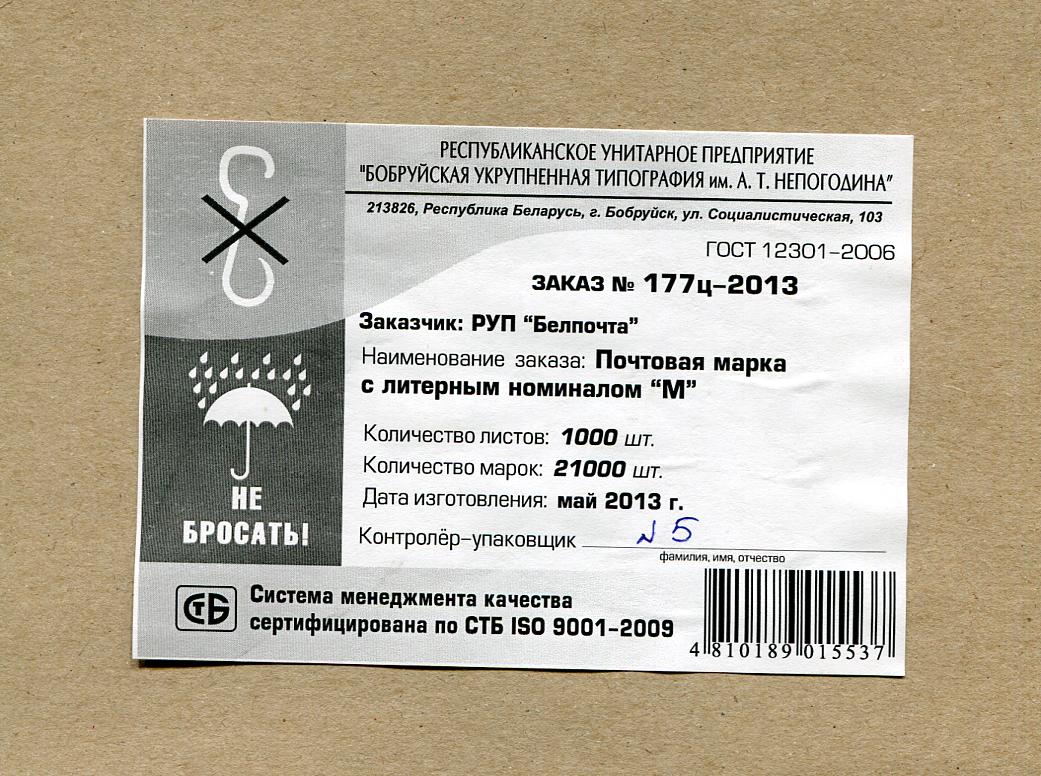 РЕСПУБЛИКАНСКОЕ УНИТАРНОЕ ПРЕДПРИЯТИЕ
"БОБРУЙСКАЯ УКРУПНЕННАЯ ТИПОГРАФИЯ им. А. Т. НЕПОГОДИНА"
213826, Республика Беларусь, г. Бобруйск, ул. Социалистическая, 103
ГОСТ 12301-2006
ЗАКАЗ № 177ц-2013
Заказчик: РУП “Белпочта”
Наименование заказа: Почтовая марка
с литерным номиналом “М”
Количество листов: 1000 шт.
Количество марок: 21000 шт.
Дата изготовления: май 2013 г.
Контролёр-упаковщик № 5
фамилия, имя, отчество
НЕ
БРОСАТЬ!
СТБ
Система менеджмента качества
сертифицирована по СТБ ISO 9001-2009
4 810189 015537